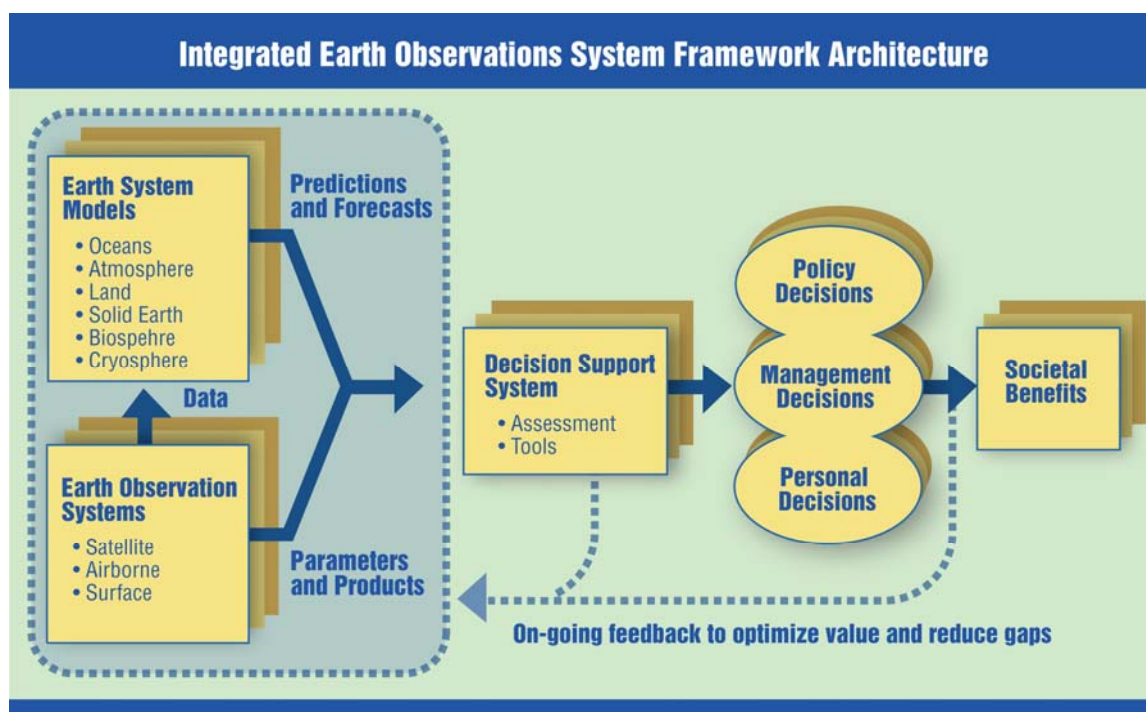 Integrated Earth Observations System Framework Architecture
Earth System
Models
• Oceans
• Atmosphere
• Land
• Solid Earth
• Biospehre
• Cryosphere
Predictions
and Forecasts
Data
Earth Observation
Systems
• Satellite
• Airborne
• Surface
Parameters
and Products
Decision Support
System
• Assessment
• Tools
Policy
Decisions
Management
Decisions
Personal
Decisions
Societal
Benefits
On-going feedback to optimize value and reduce gaps